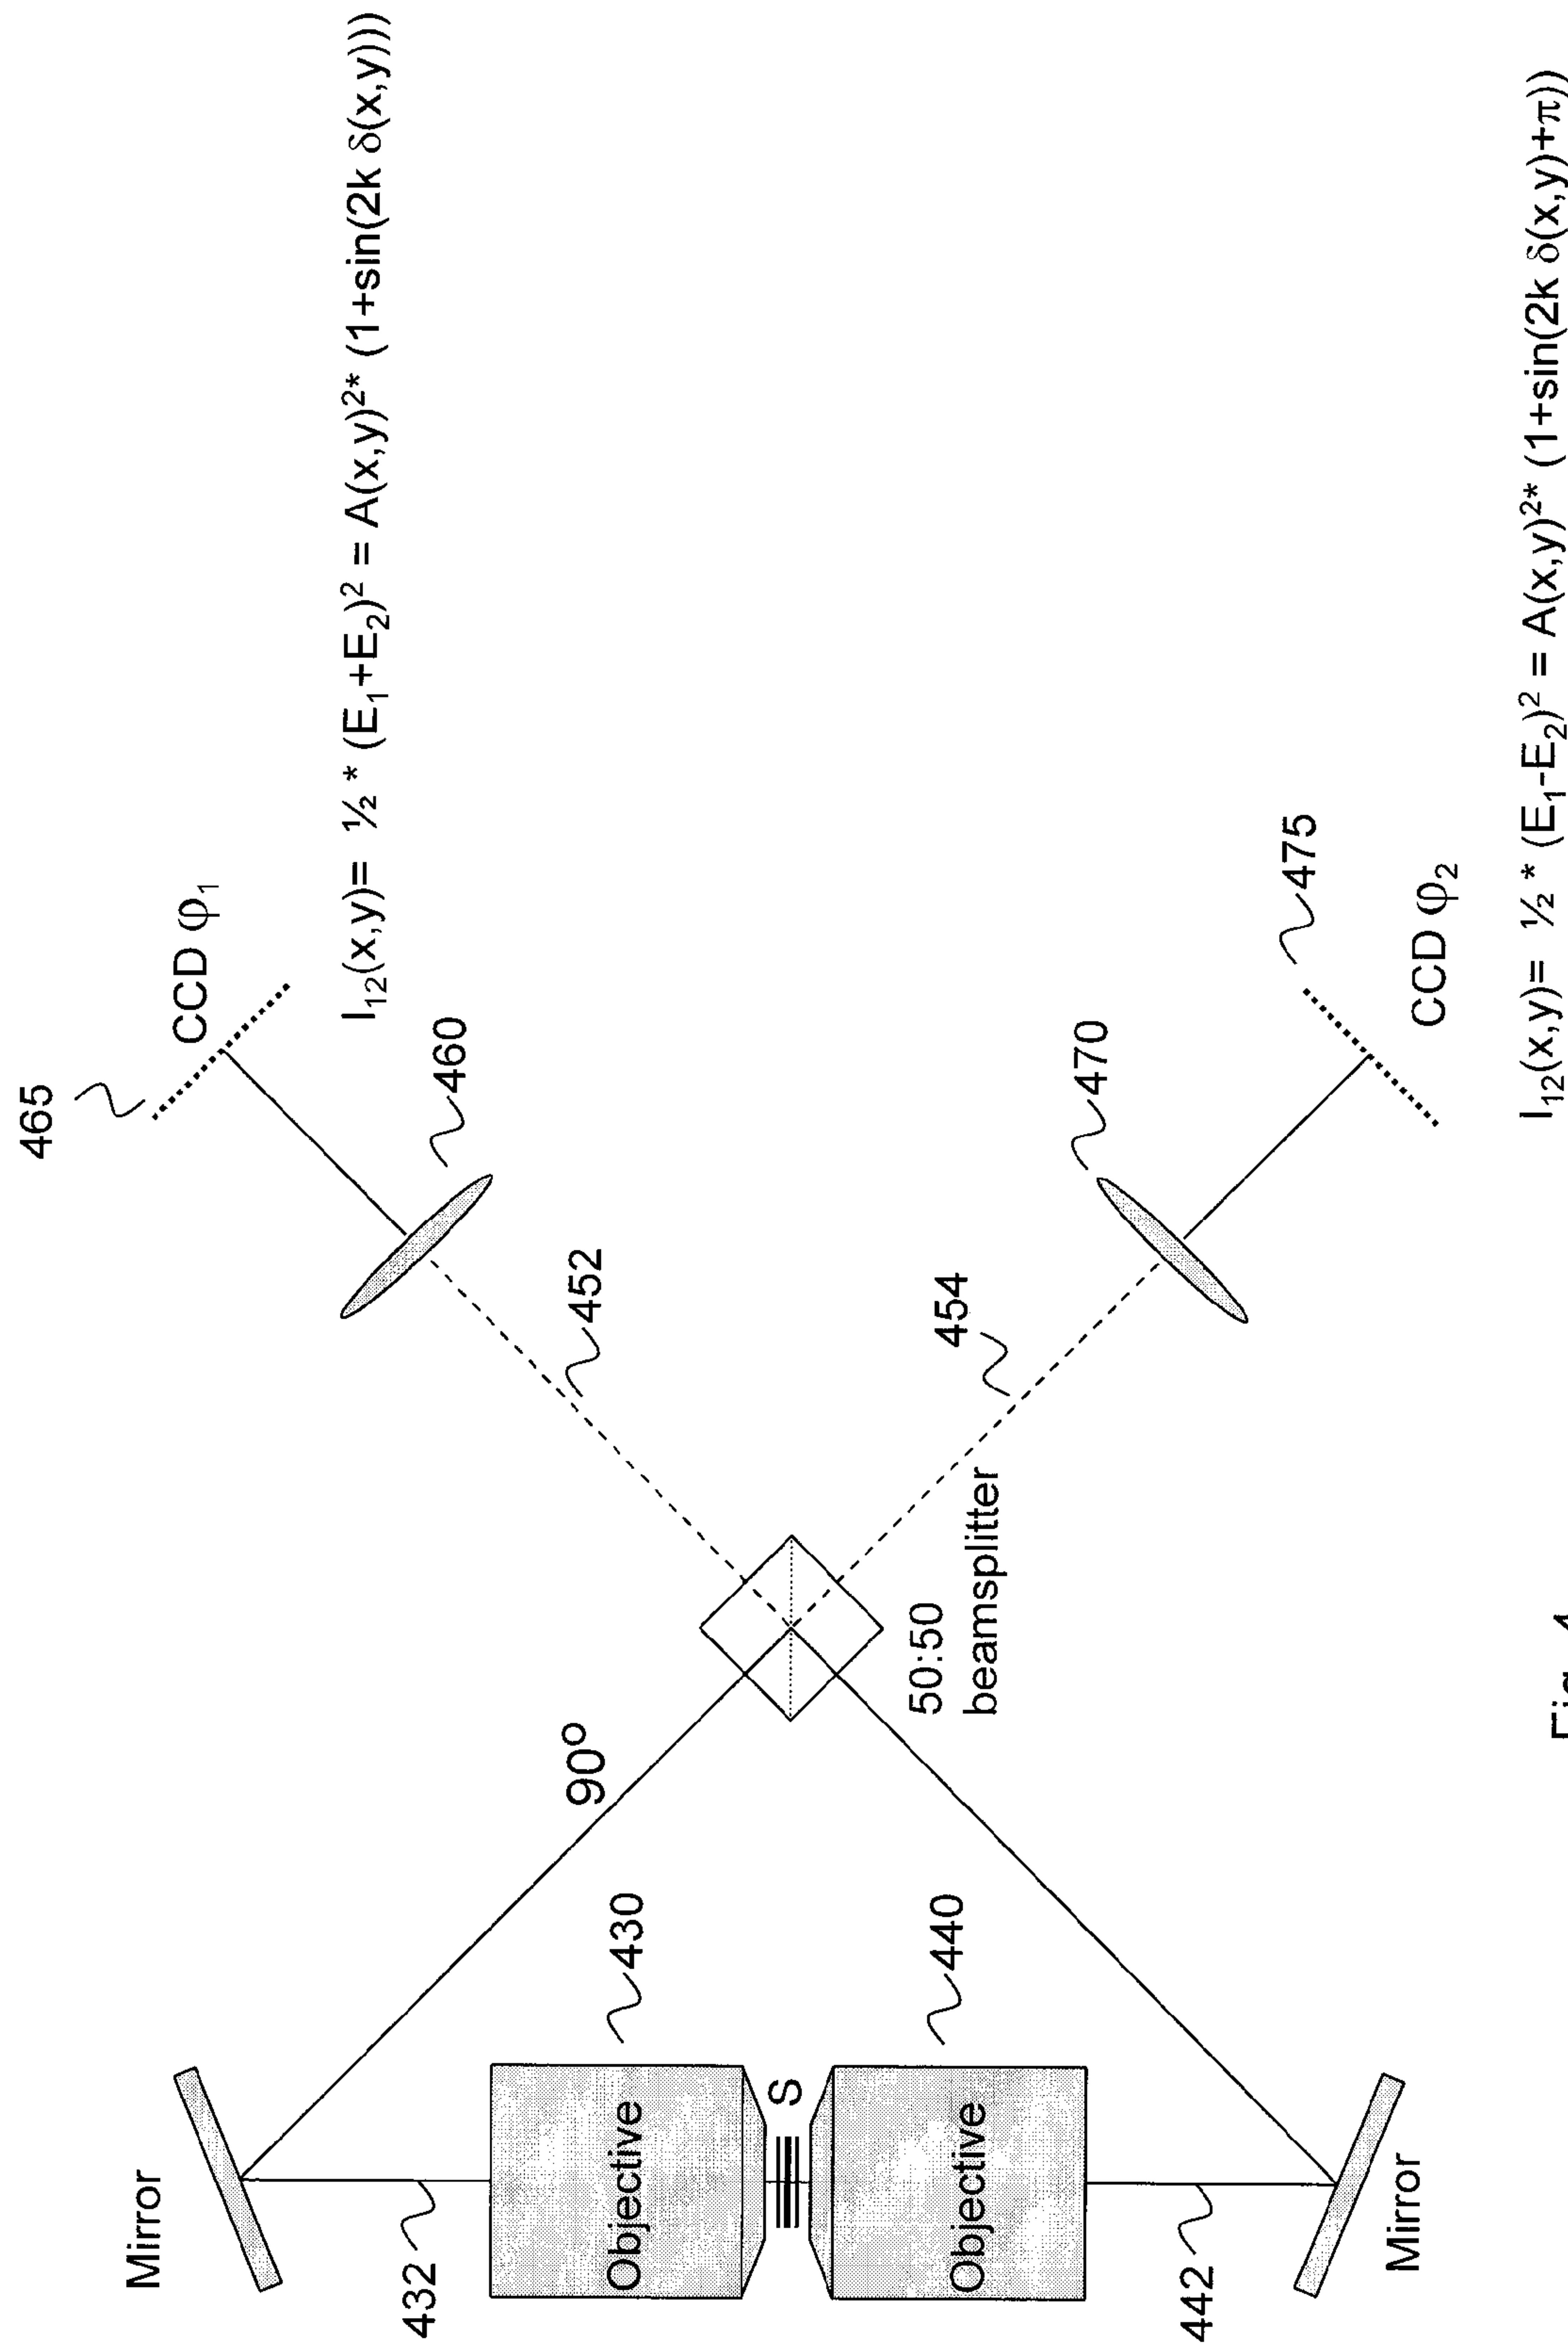 465
CCD φ₁
I₁₂(x,y)= ½ * (E₁+E₂)² = A(x,y)²* (1+sin(2k δ(x,y)))
460
452
Mirror
90°
432
Objective
430
S
50:50
beamsplitter
454
470
Objective
440
442
Mirror
475
CCD φ₂
I₁₂(x,y)= ½ * (E₁-E₂)² = A(x,y)²* (1+sin(2k δ(x,y)+π))